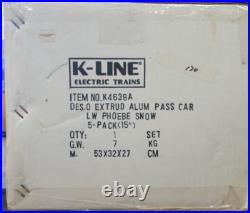 K-LINE
ELECTRIC TRAINS
ITEM NO.K4638A
DES.O EXTRUD ALUM PASS CAR
LW PHOEBE SNOW
5-PACK(15")
QTY: 1 SET
G.W. 7 KG
M. 53X32X27 CM